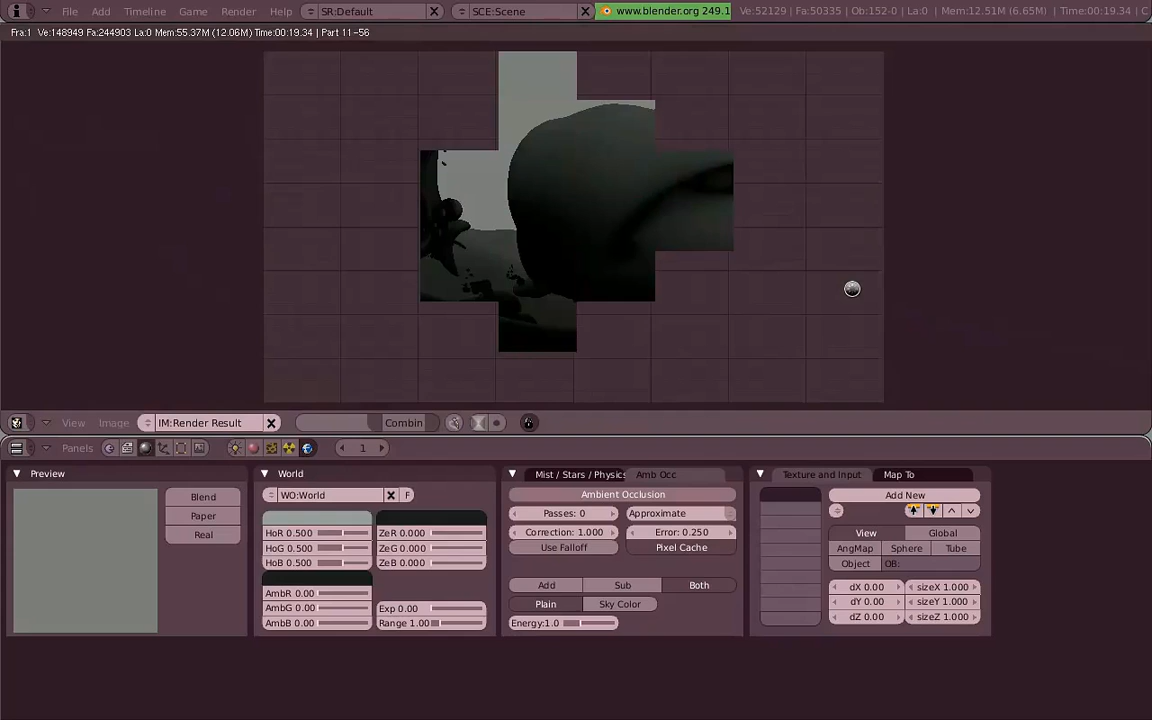 File Add Timeline Game Render Help SR:Default SCE:Scene www.blender.org 249.1 Ve:52129 Fa:50335 Ob:152-0 La:0 Mem:12.51M (6.65M) Time:00:19.34 C
Fra:1 Ve:148949 Fa:244903 La:0 Mem:55.37M (12.06M) Time:00:19.34 Part 11-56
View Image IM:Render Result Combin
Panels 1
Preview World Mist / Stars / Physics Amb Occ Texture and Input Map To
Blend WO:World F Ambient Occlusion Add New
Paper Passes: 0 Approximate
Real HoR 0.500 ZeR 0.000 Correction: 1.000 Error: 0.250 View Global
HoG 0.500 ZeG 0.000 Use Falloff Pixel Cache AngMap Sphere Tube
HoB 0.500 ZeB 0.000 Object OB:
AmbR 0.00 Add Sub Both dX 0.00 sizeX 1.000
AmbG 0.00 Exp 0.00 Plain Sky Color dY 0.00 sizeY 1.000
AmbB 0.00 Range 1.00 Energy:1.0 dZ 0.00 sizeZ 1.000